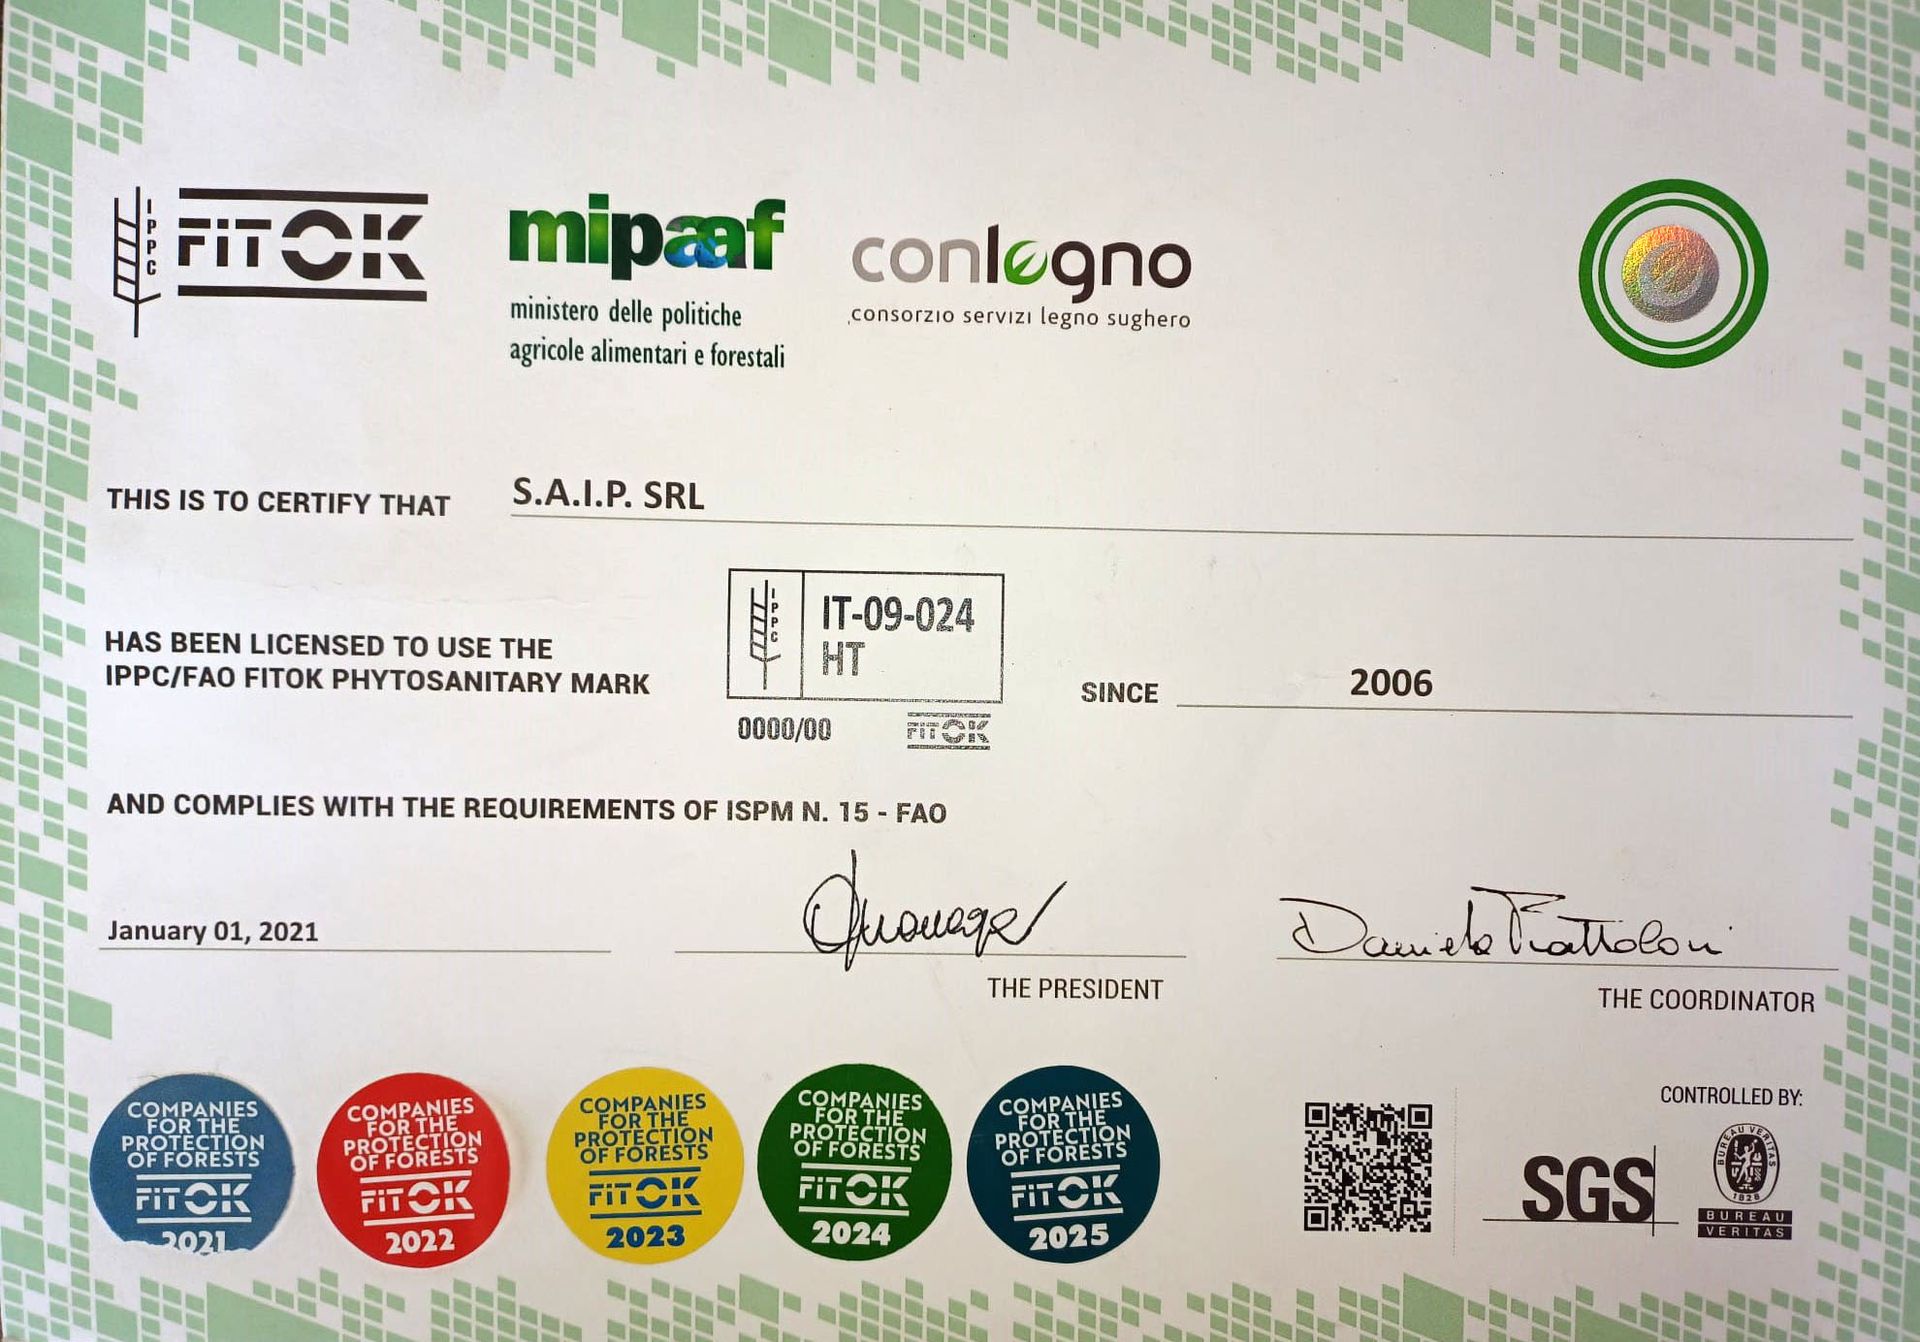 IPPC
FiTOK
mipaaf
ministero delle politiche
agricole alimentari e forestali
conlegno
consorzio servizi legno sughero
THIS IS TO CERTIFY THAT S.A.I.P. SRL
HAS BEEN LICENSED TO USE THE
IPPC/FAO FITOK PHYTOSANITARY MARK
IPPC
IT-09-024
HT
0000/00 FiTOK
SINCE 2006
AND COMPLIES WITH THE REQUIREMENTS OF ISPM N. 15 - FAO
January 01, 2021
THE PRESIDENT
Daniela Frattoloni
THE COORDINATOR
COMPANIES
FOR THE
PROTECTION
OF FORESTS
FiTOK
2021
COMPANIES
FOR THE
PROTECTION
OF FORESTS
FiTOK
2022
COMPANIES
FOR THE
PROTECTION
OF FORESTS
FiTOK
2023
COMPANIES
FOR THE
PROTECTION
OF FORESTS
FiTOK
2024
COMPANIES
FOR THE
PROTECTION
OF FORESTS
FiTOK
2025
CONTROLLED BY:
SGS
BUREAU VERITAS
1828
BUREAU
VERITAS